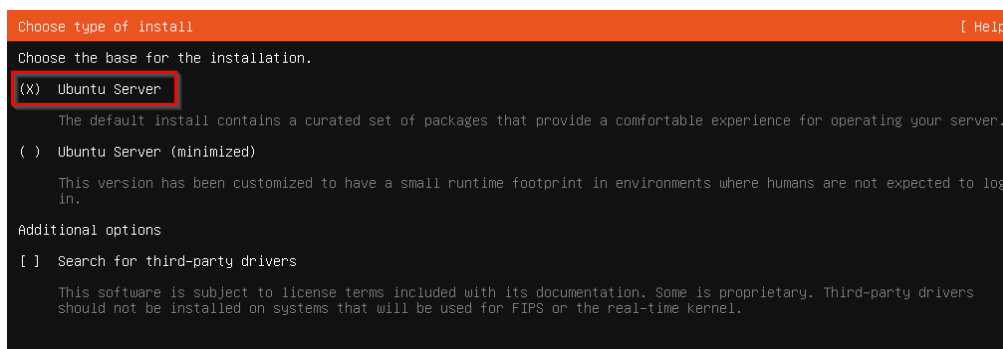 Choose type of install [ Help
Choose the base for the installation.
(X) Ubuntu Server
The default install contains a curated set of packages that provide a comfortable experience for operating your server.
( ) Ubuntu Server (minimized)
This version has been customized to have a small runtime footprint in environments where humans are not expected to log
in.
Additional options
[ ] Search for third-party drivers
This software is subject to license terms included with its documentation. Some is proprietary. Third-party drivers
should not be installed on systems that will be used for FIPS or the real-time kernel.